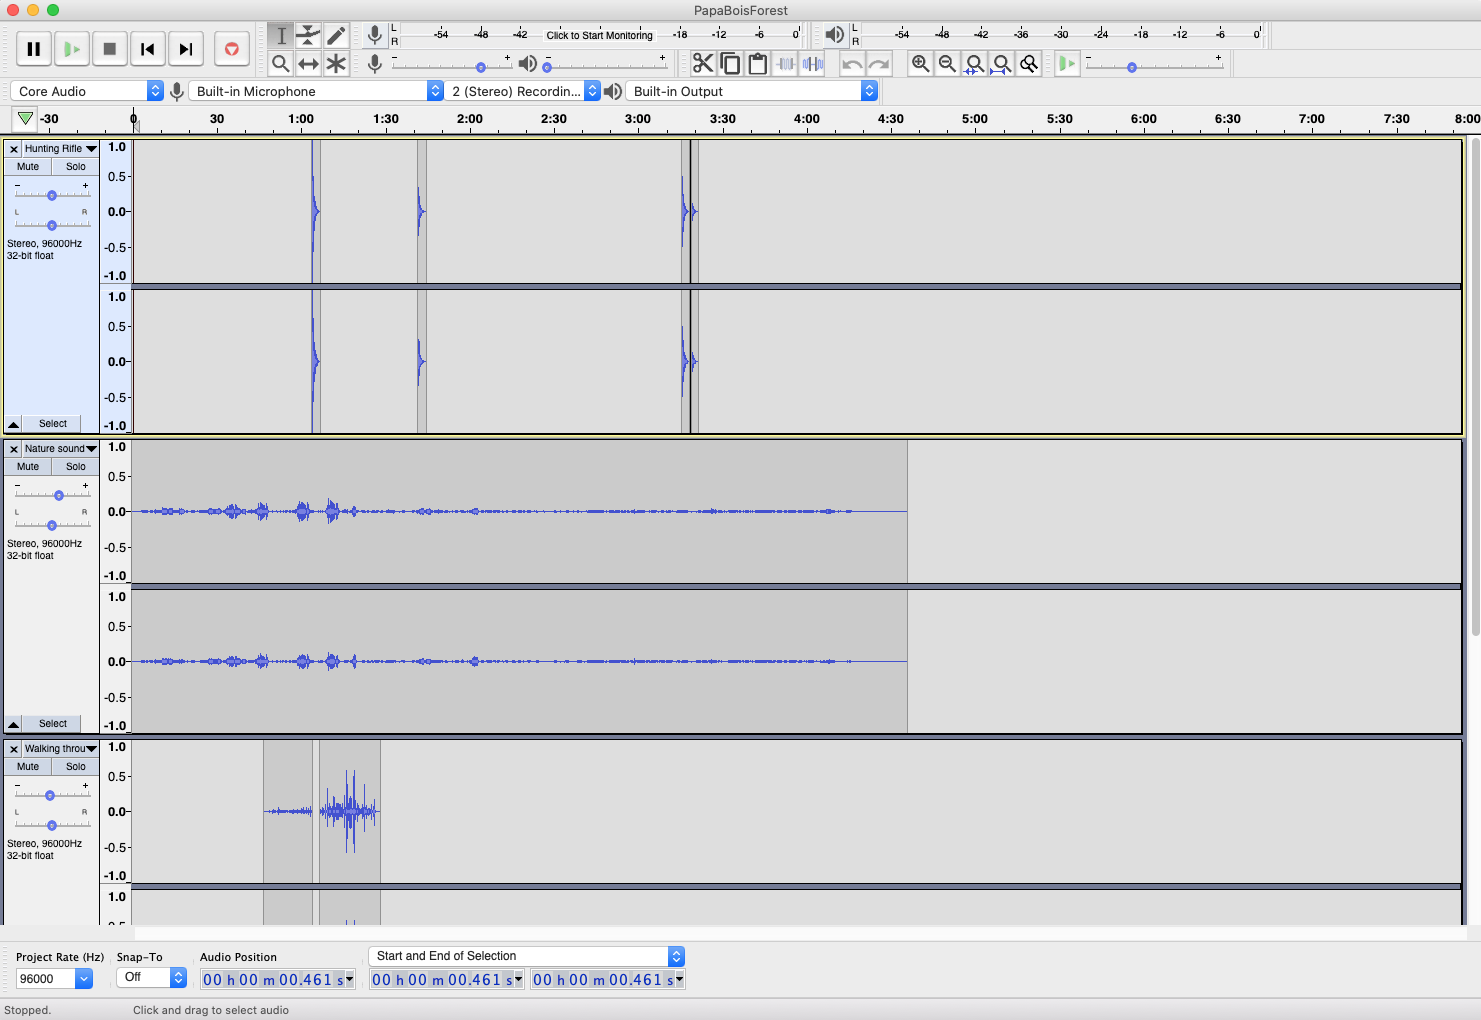 PapaBoisForest
L
R
-54 -48 -42 Click to Start Monitoring -18 -12 -6 0
L
R
-54 -48 -42 -36 -30 -24 -18 -12 -6 0
- +
- +
- +
Core Audio Built-in Microphone 2 (Stereo) Recordin... Built-in Output
-30 0 30 1:00 1:30 2:00 2:30 3:00 3:30 4:00 4:30 5:00 5:30 6:00 6:30 7:00 7:30 8:00
Hunting Rifle
Mute Solo
- +
L R
Stereo, 96000Hz
32-bit float
Select
1.0
0.5
0.0
-0.5
-1.0
1.0
0.5
0.0
-0.5
-1.0
Nature sound
Mute Solo
- +
L R
Stereo, 96000Hz
32-bit float
Select
1.0
0.5
0.0
-0.5
-1.0
1.0
0.5
0.0
-0.5
-1.0
Walking throu
Mute Solo
- +
L R
Stereo, 96000Hz
32-bit float
1.0
0.5
0.0
-0.5
-1.0
1.0
0.5
Project Rate (Hz) Snap-To Audio Position Start and End of Selection
96000 Off 00 h 00 m 00.461 s 00 h 00 m 00.461 s 00 h 00 m 00.461 s
Stopped. Click and drag to select audio